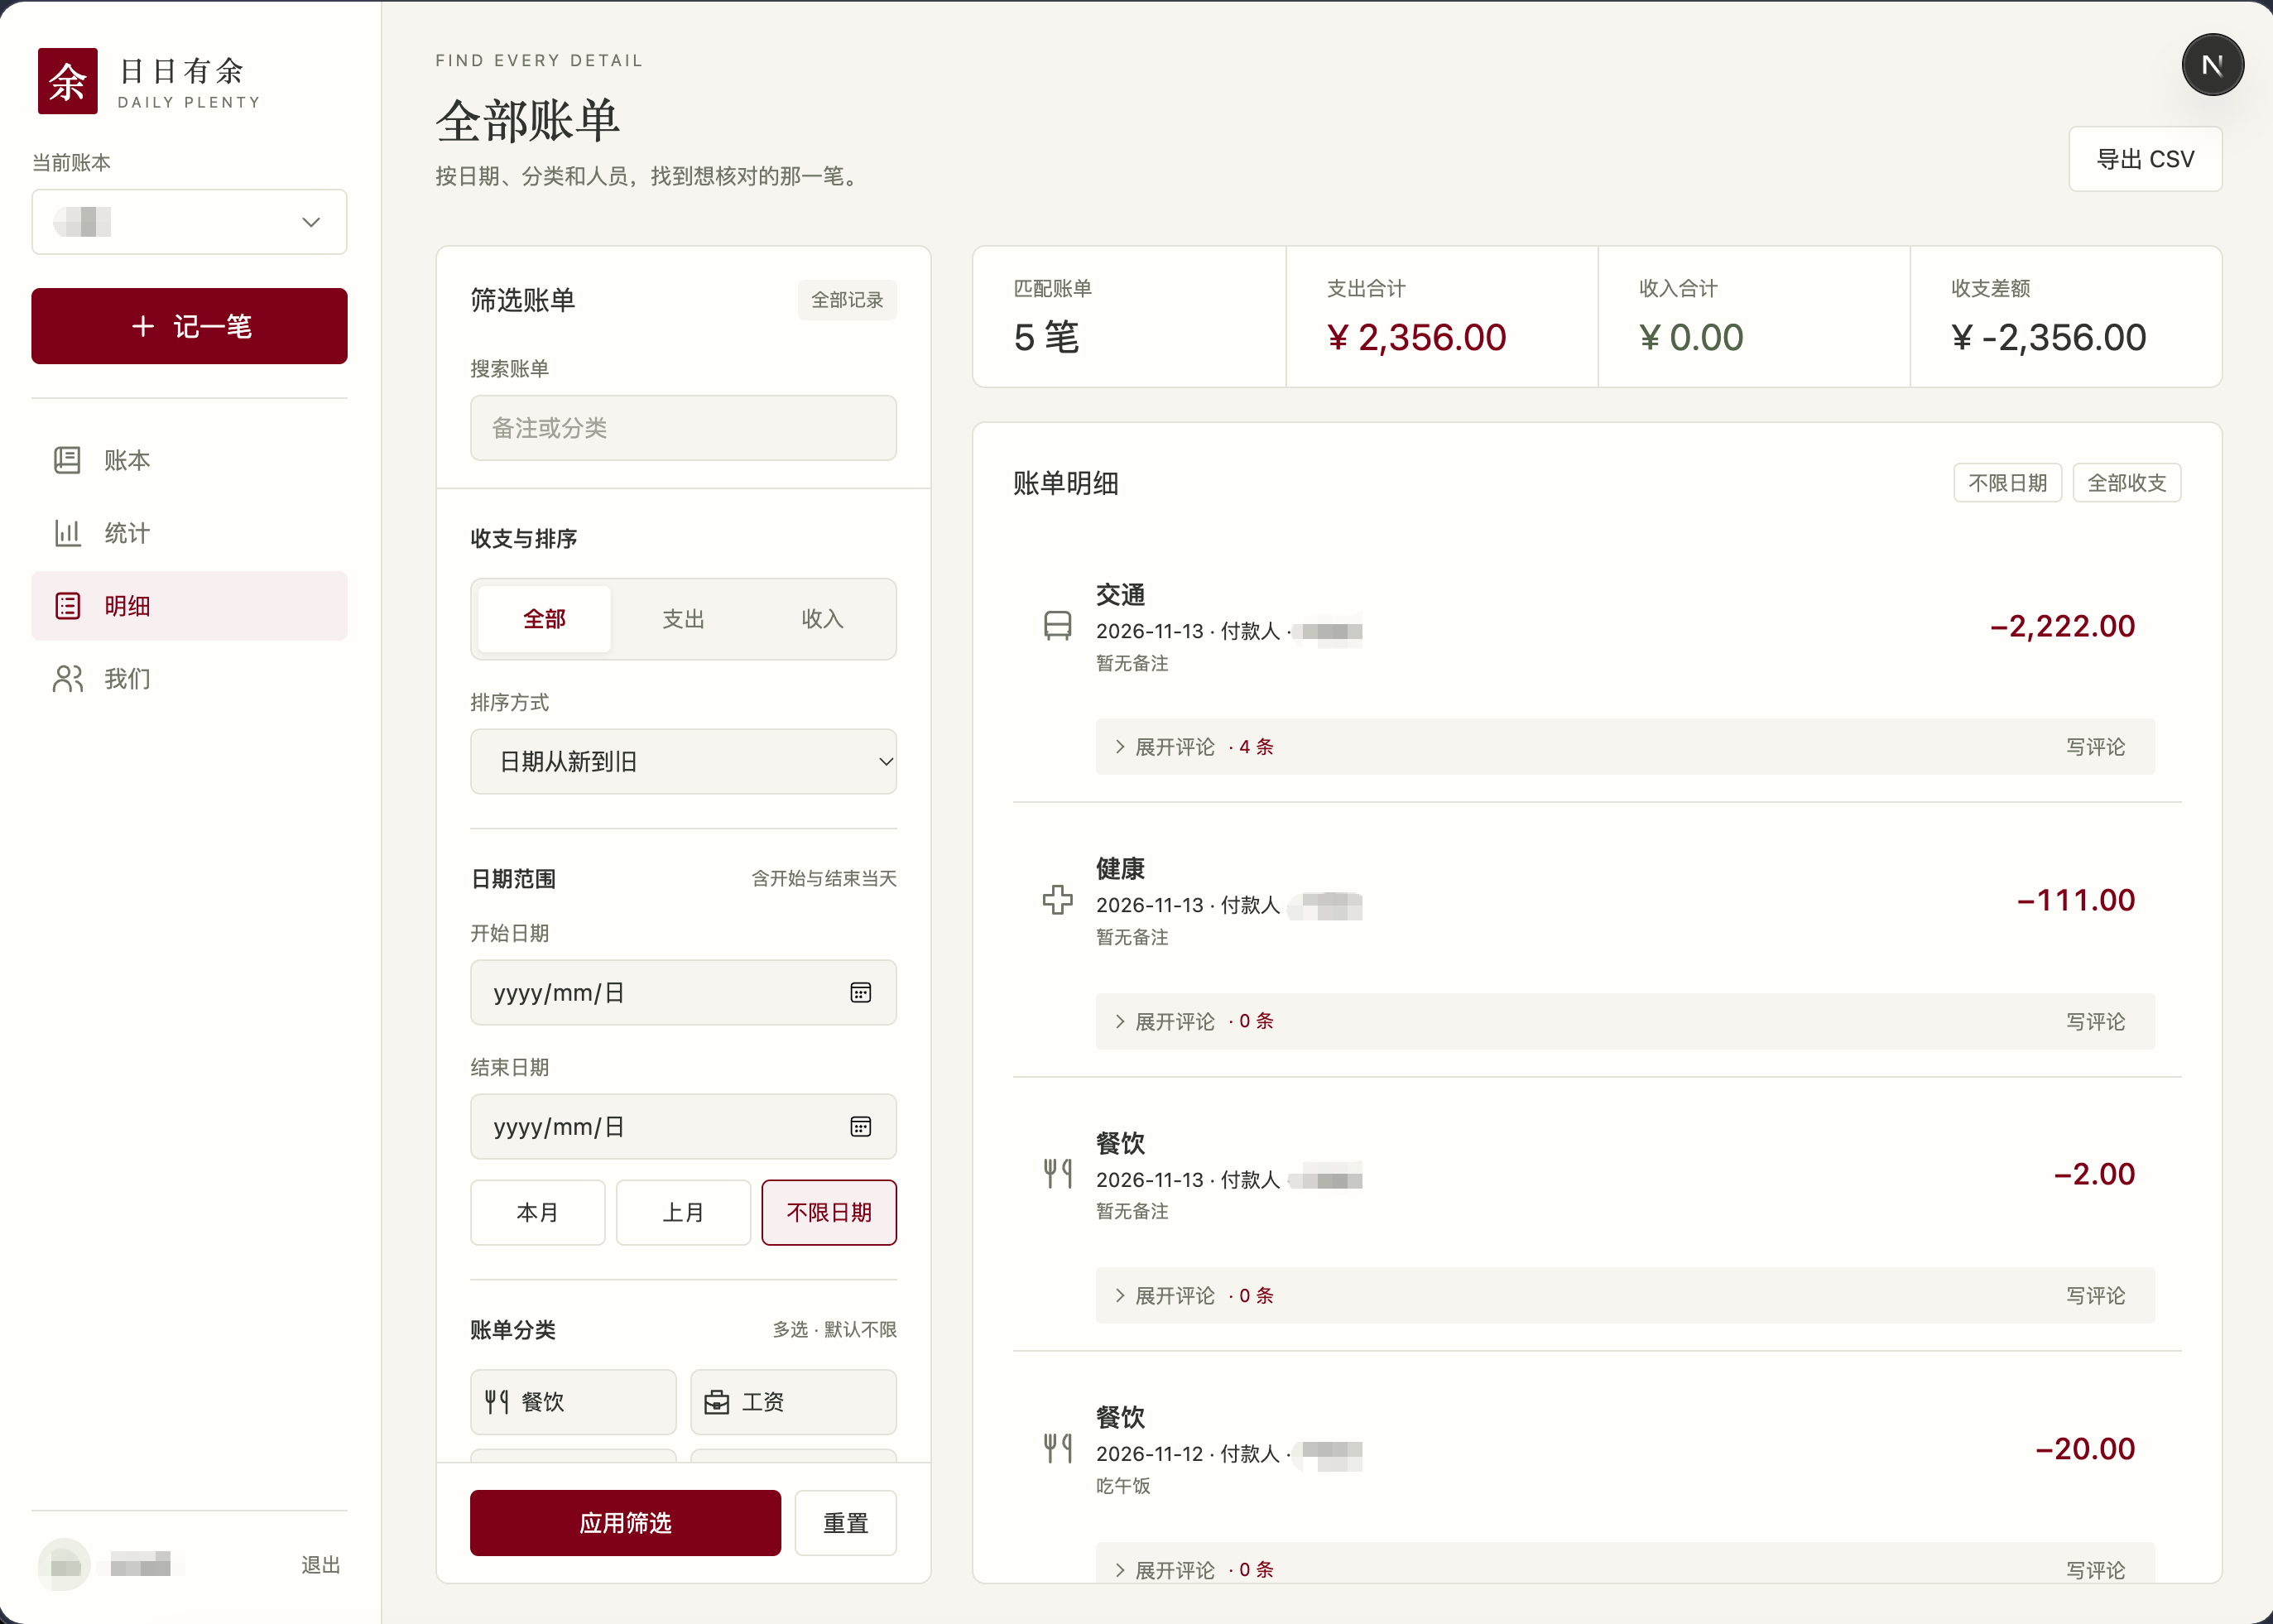 余
日日有余
DAILY PLENTY
当前账本
记一笔
账本
统计
明细
我们
退出
FIND EVERY DETAIL
全部账单
按日期、分类和人员，找到想核对的那一笔。
N
导出 CSV
筛选账单
全部记录
搜索账单
备注或分类
收支与排序
全部 支出 收入
排序方式
日期从新到旧
日期范围 含开始与结束当天
开始日期
yyyy/mm/日
结束日期
yyyy/mm/日
本月 上月 不限日期
账单分类 多选 · 默认不限
餐饮 工资
应用筛选 重置
匹配账单
5 笔
支出合计
¥ 2,356.00
收入合计
¥ 0.00
收支差额
¥ -2,356.00
账单明细 不限日期 全部收支
交通
2026-11-13 · 付款人 ·
暂无备注
−2,222.00
展开评论 · 4 条 写评论
健康
2026-11-13 · 付款人
暂无备注
−111.00
展开评论 · 0 条 写评论
餐饮
2026-11-13 · 付款人
暂无备注
−2.00
展开评论 · 0 条 写评论
餐饮
2026-11-12 · 付款人 ·
吃午饭
−20.00
展开评论 · 0 条 写评论